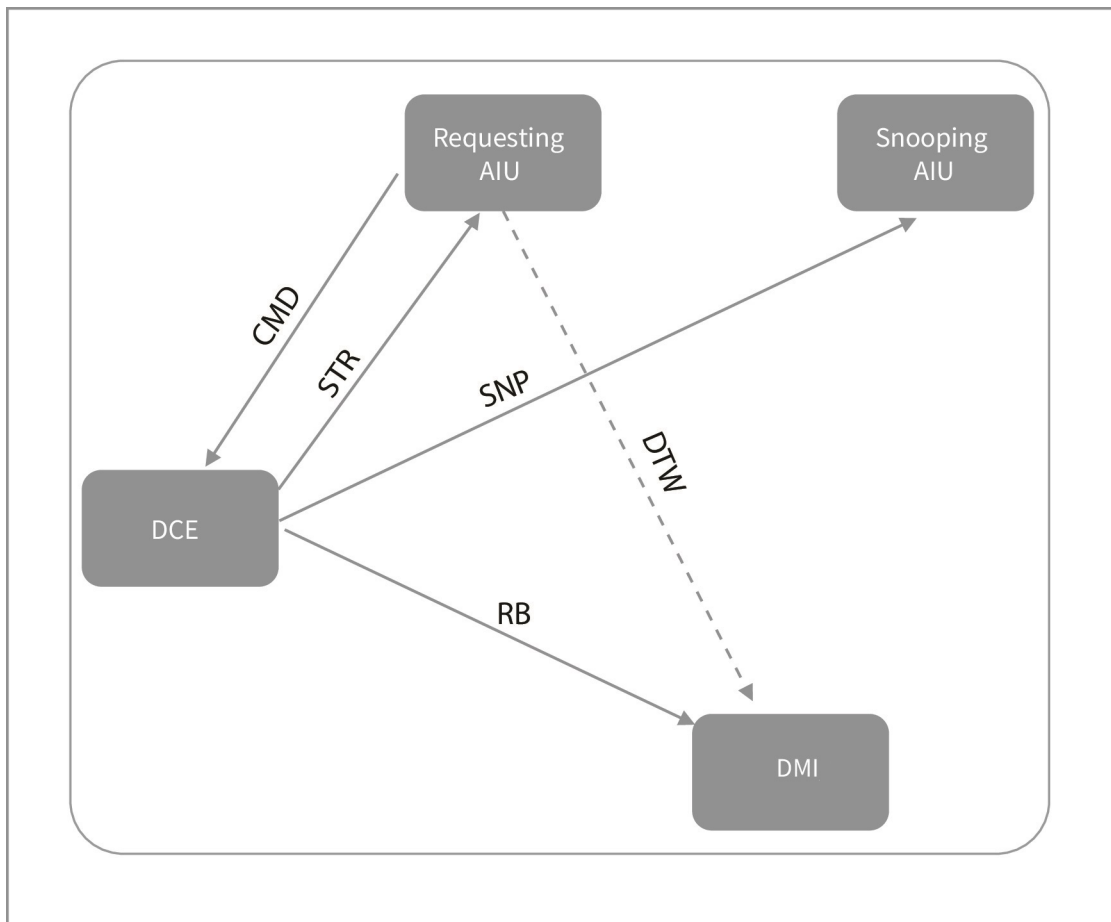 Requesting
AIU
Snooping
AIU
CMD
STR
SNP
DTW
DCE
RB
DMI